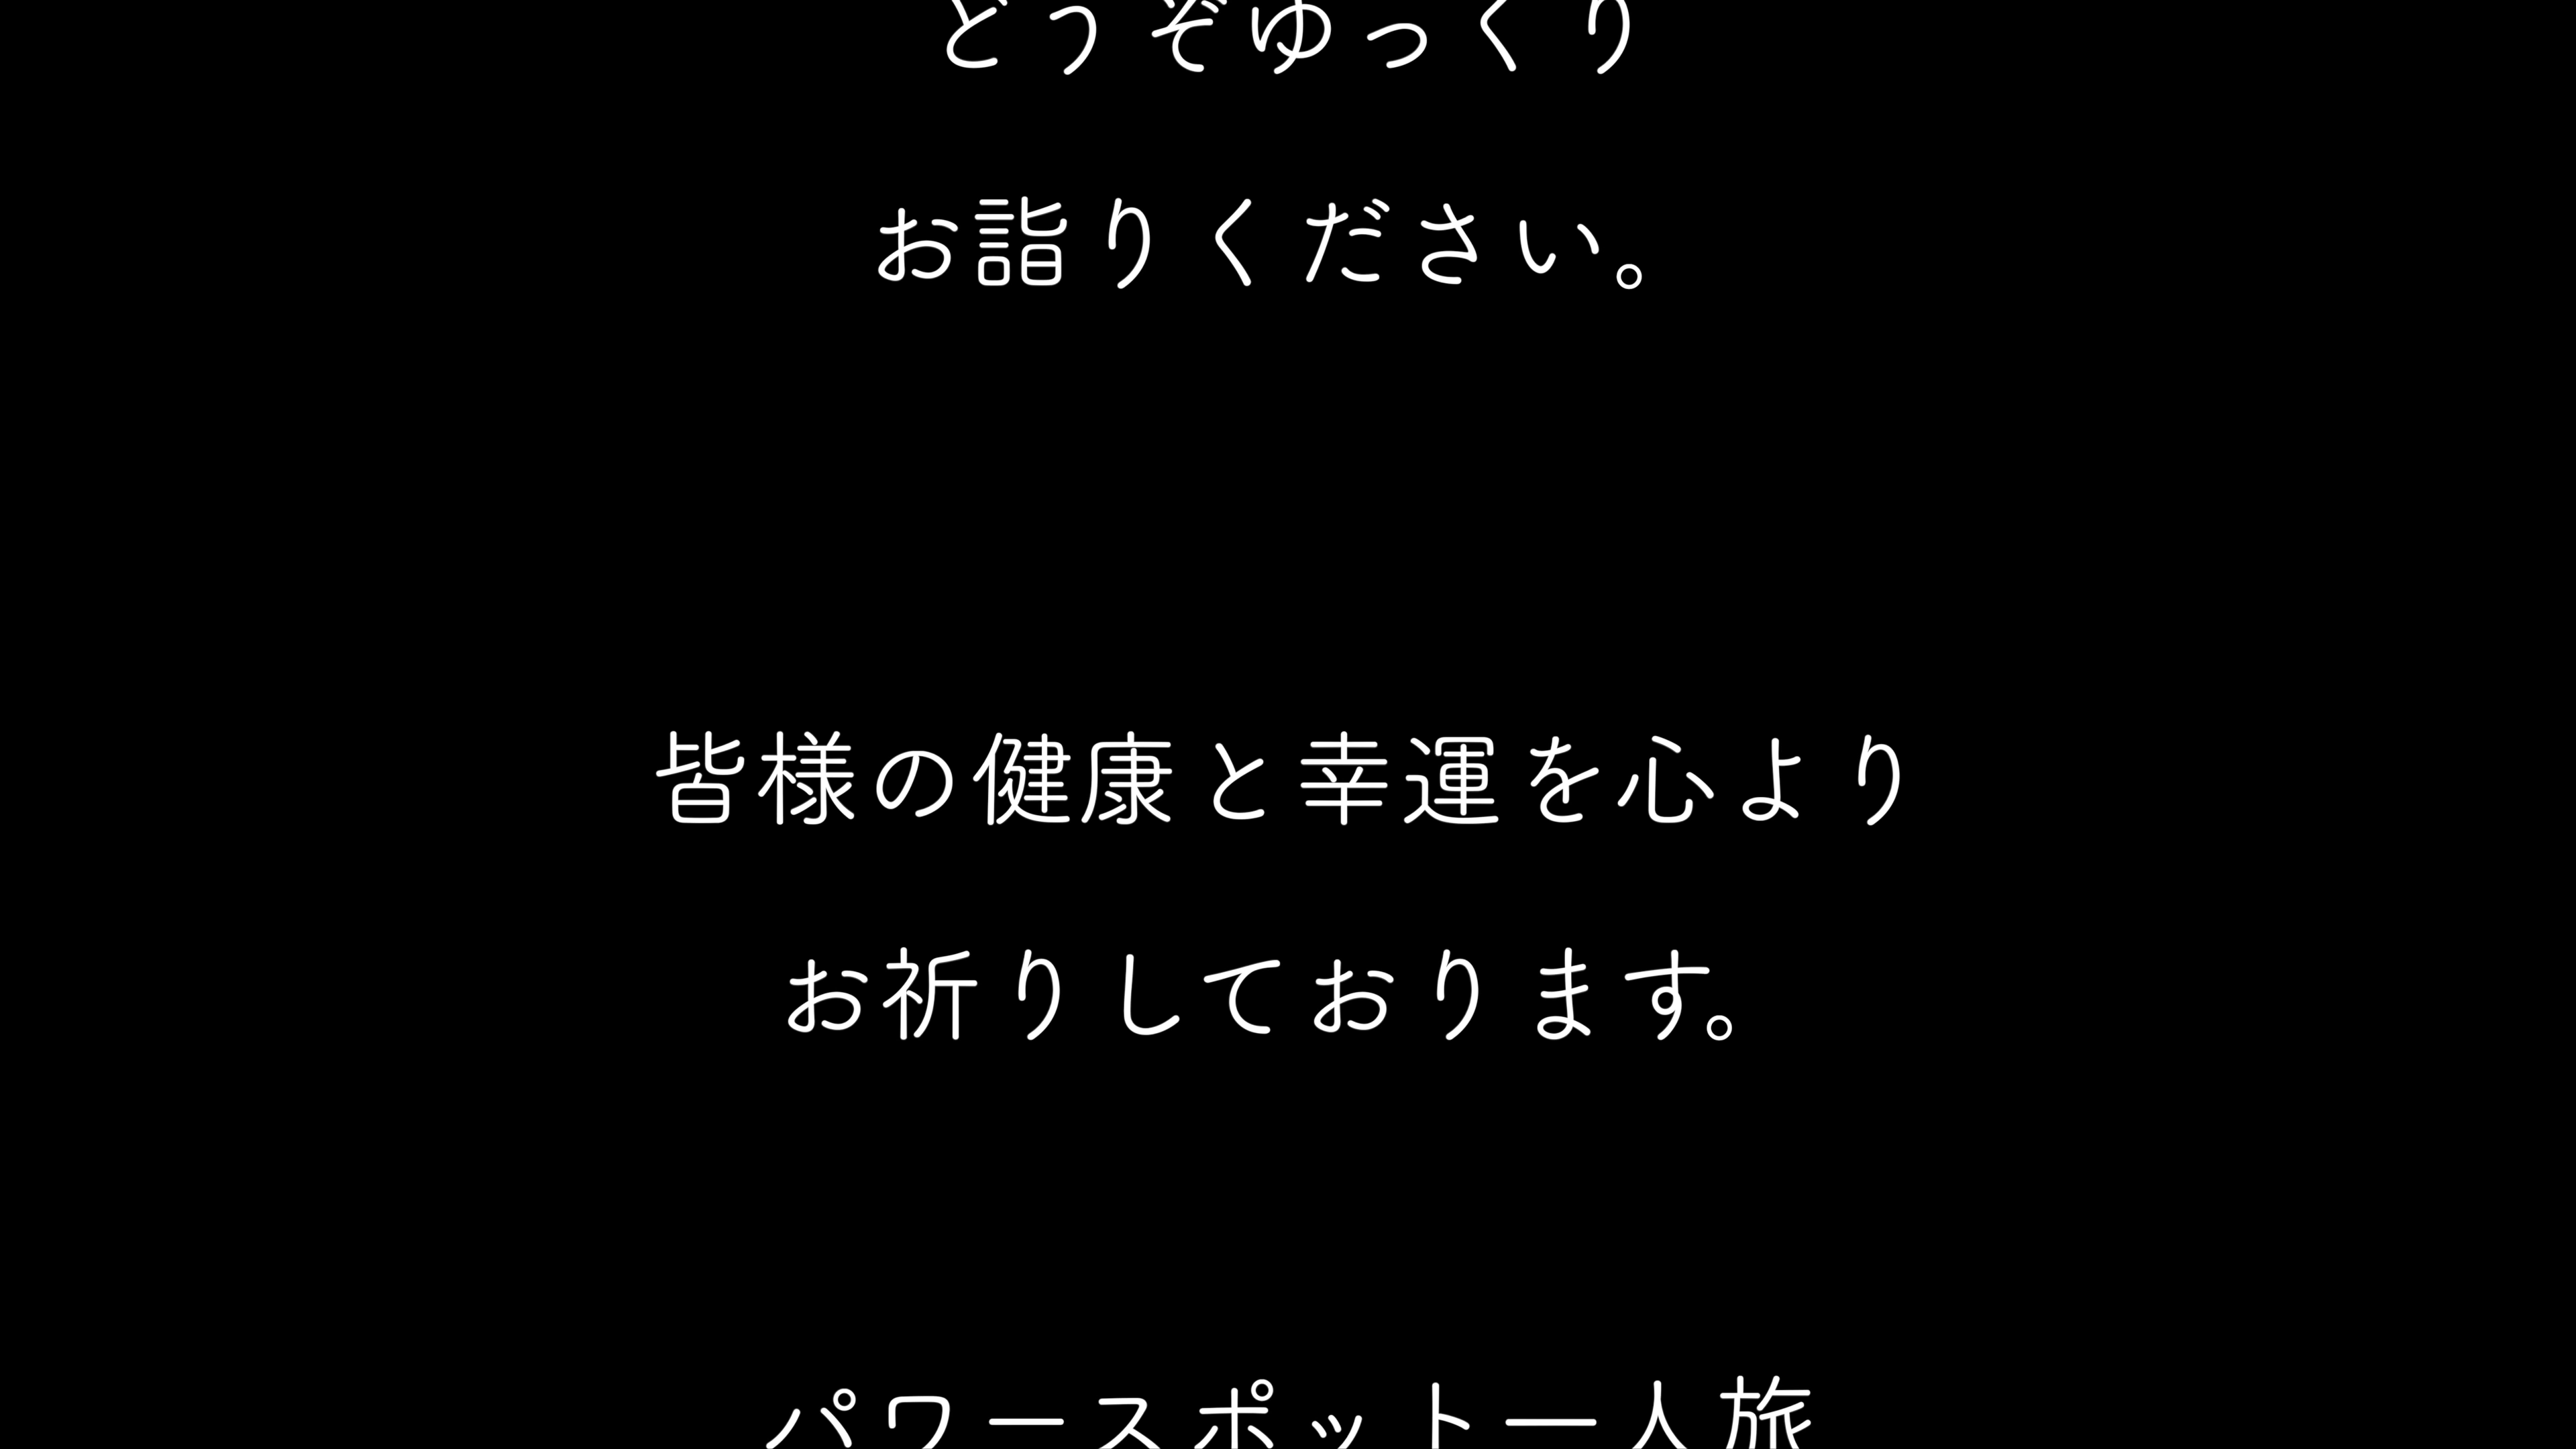 どうぞゆっくり
お詣りください。
皆様の健康と幸運を心より
お祈りしております。
パワースポット一人旅